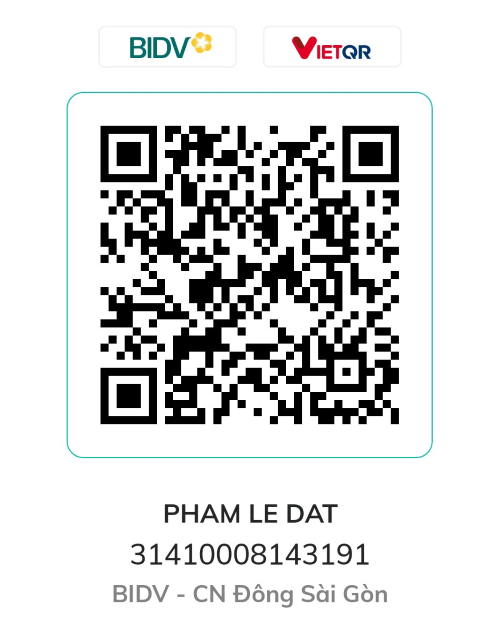 BIDV VIETQR
PHAM LE DAT
31410008143191
BIDV - CN Đông Sài Gòn